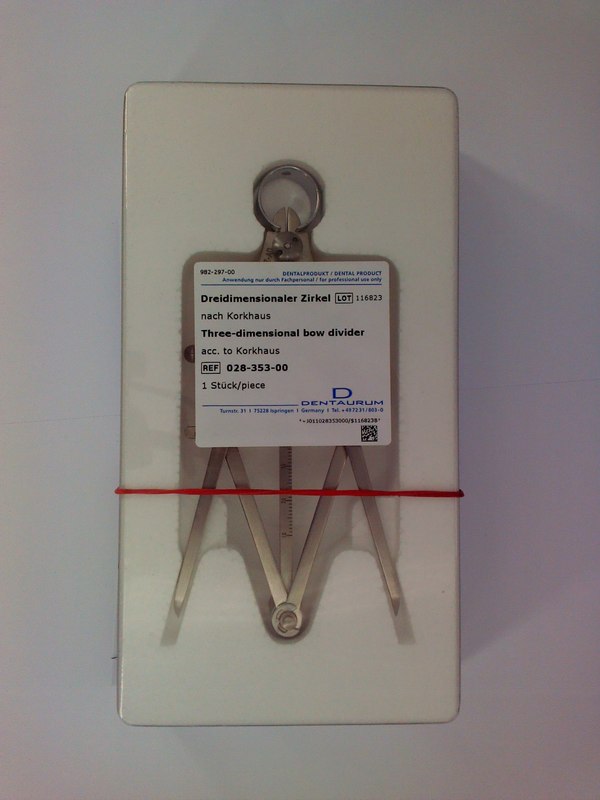 982-297-00
DENTALPRODUKT / DENTAL PRODUCT
Anwendung nur durch Fachpersonal / for professional use only
Dreidimensionaler Zirkel LOT 116823
nach Korkhaus
Three-dimensional bow divider
acc. to Korkhaus
REF 028-353-00
1 Stück/piece
D
DENTAURUM
Turnstr. 31 I 75228 Ispringen I Germany I Tel. +49 7231/803-0